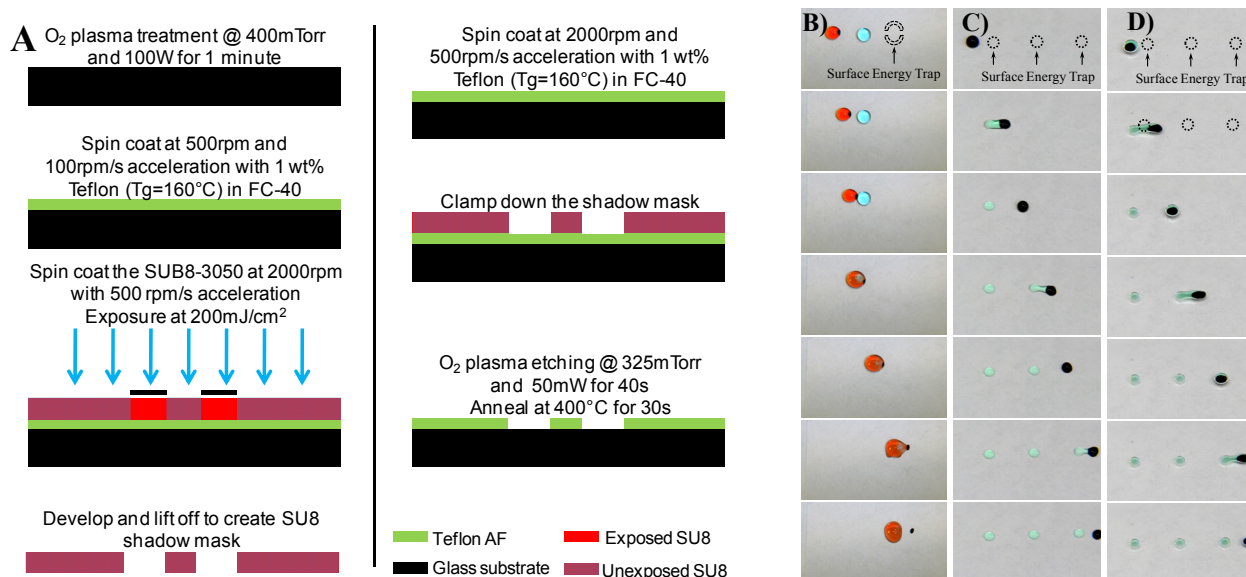 A
O2 plasma treatment @ 400mTorr
and 100W for 1 minute
Spin coat at 500rpm and
100rpm/s acceleration with 1 wt%
Teflon (Tg=160°C) in FC-40
Spin coat the SUB8-3050 at 2000rpm
with 500 rpm/s acceleration
Exposure at 200mJ/cm²
Develop and lift off to create SU8
shadow mask
Spin coat at 2000rpm and
500rpm/s acceleration with 1 wt%
Teflon (Tg=160°C) in FC-40
Clamp down the shadow mask
O2 plasma etching @ 325mTorr
and 50mW for 40s
Anneal at 400°C for 30s
Teflon AF
Exposed SU8
Glass substrate
Unexposed SU8
B)
Surface Energy Trap
C)
Surface Energy Trap
D)
Surface Energy Trap